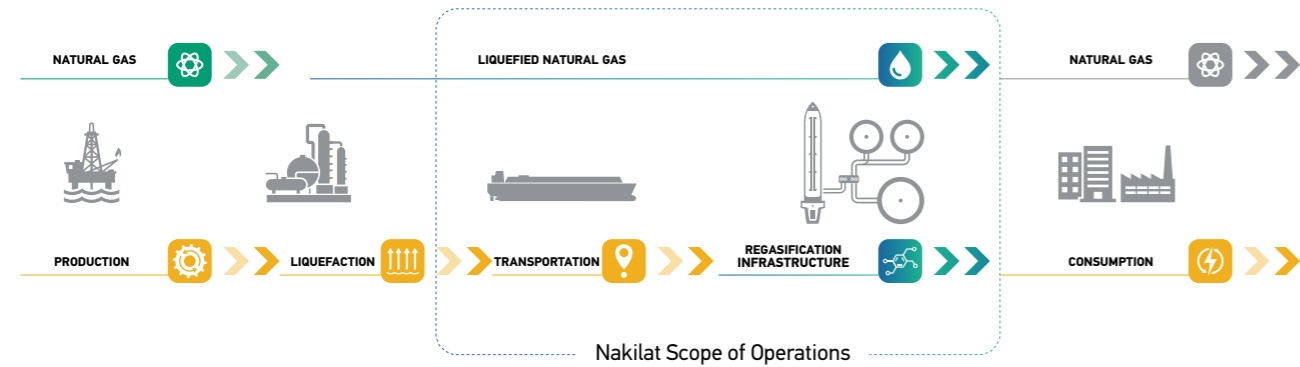 NATURAL GAS
LIQUEFIED NATURAL GAS
NATURAL GAS
PRODUCTION
LIQUEFACTION
TRANSPORTATION
REGASIFICATION
INFRASTRUCTURE
CONSUMPTION
Nakilat Scope of Operations